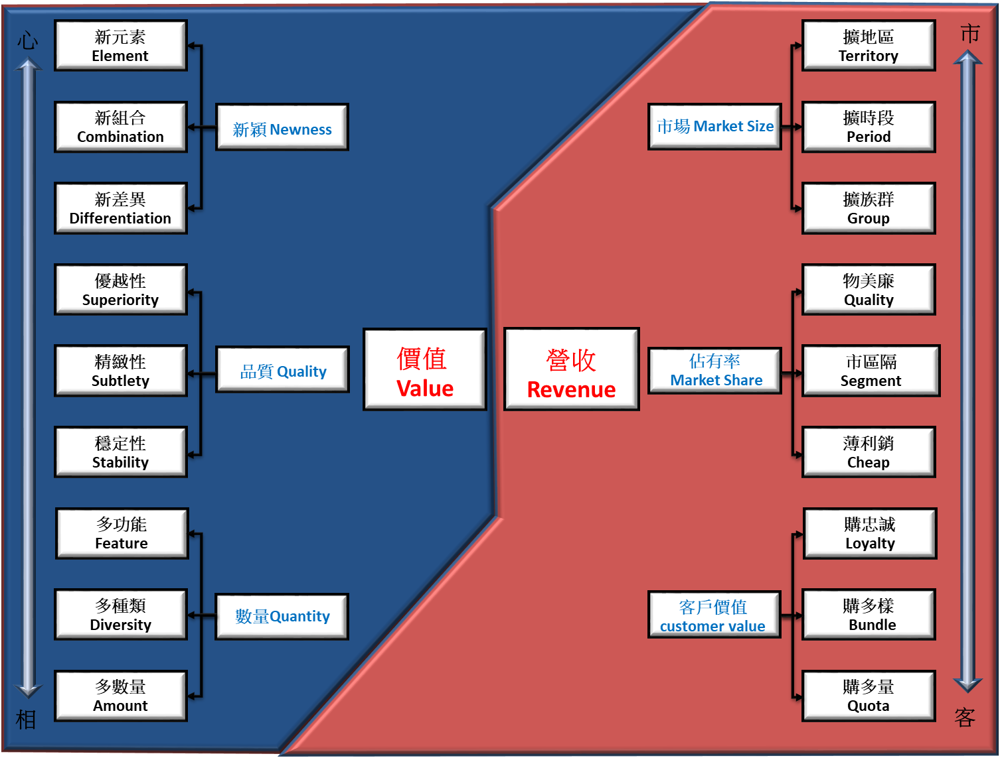 心
新元素
Element
新組合
Combination
新穎 Newness
新差異
Differentiation
優越性
Superiority
精緻性
Subtlety
品質 Quality
穩定性
Stability
多功能
Feature
多種類
Diversity
數量Quantity
多數量
Amount
相
價值
Value
營收
Revenue
市
擴地區
Territory
市場 Market Size
擴時段
Period
擴族群
Group
物美廉
Quality
佔有率
Market Share
市區隔
Segment
薄利銷
Cheap
購忠誠
Loyalty
客戶價值
customer value
購多樣
Bundle
購多量
Quota
客